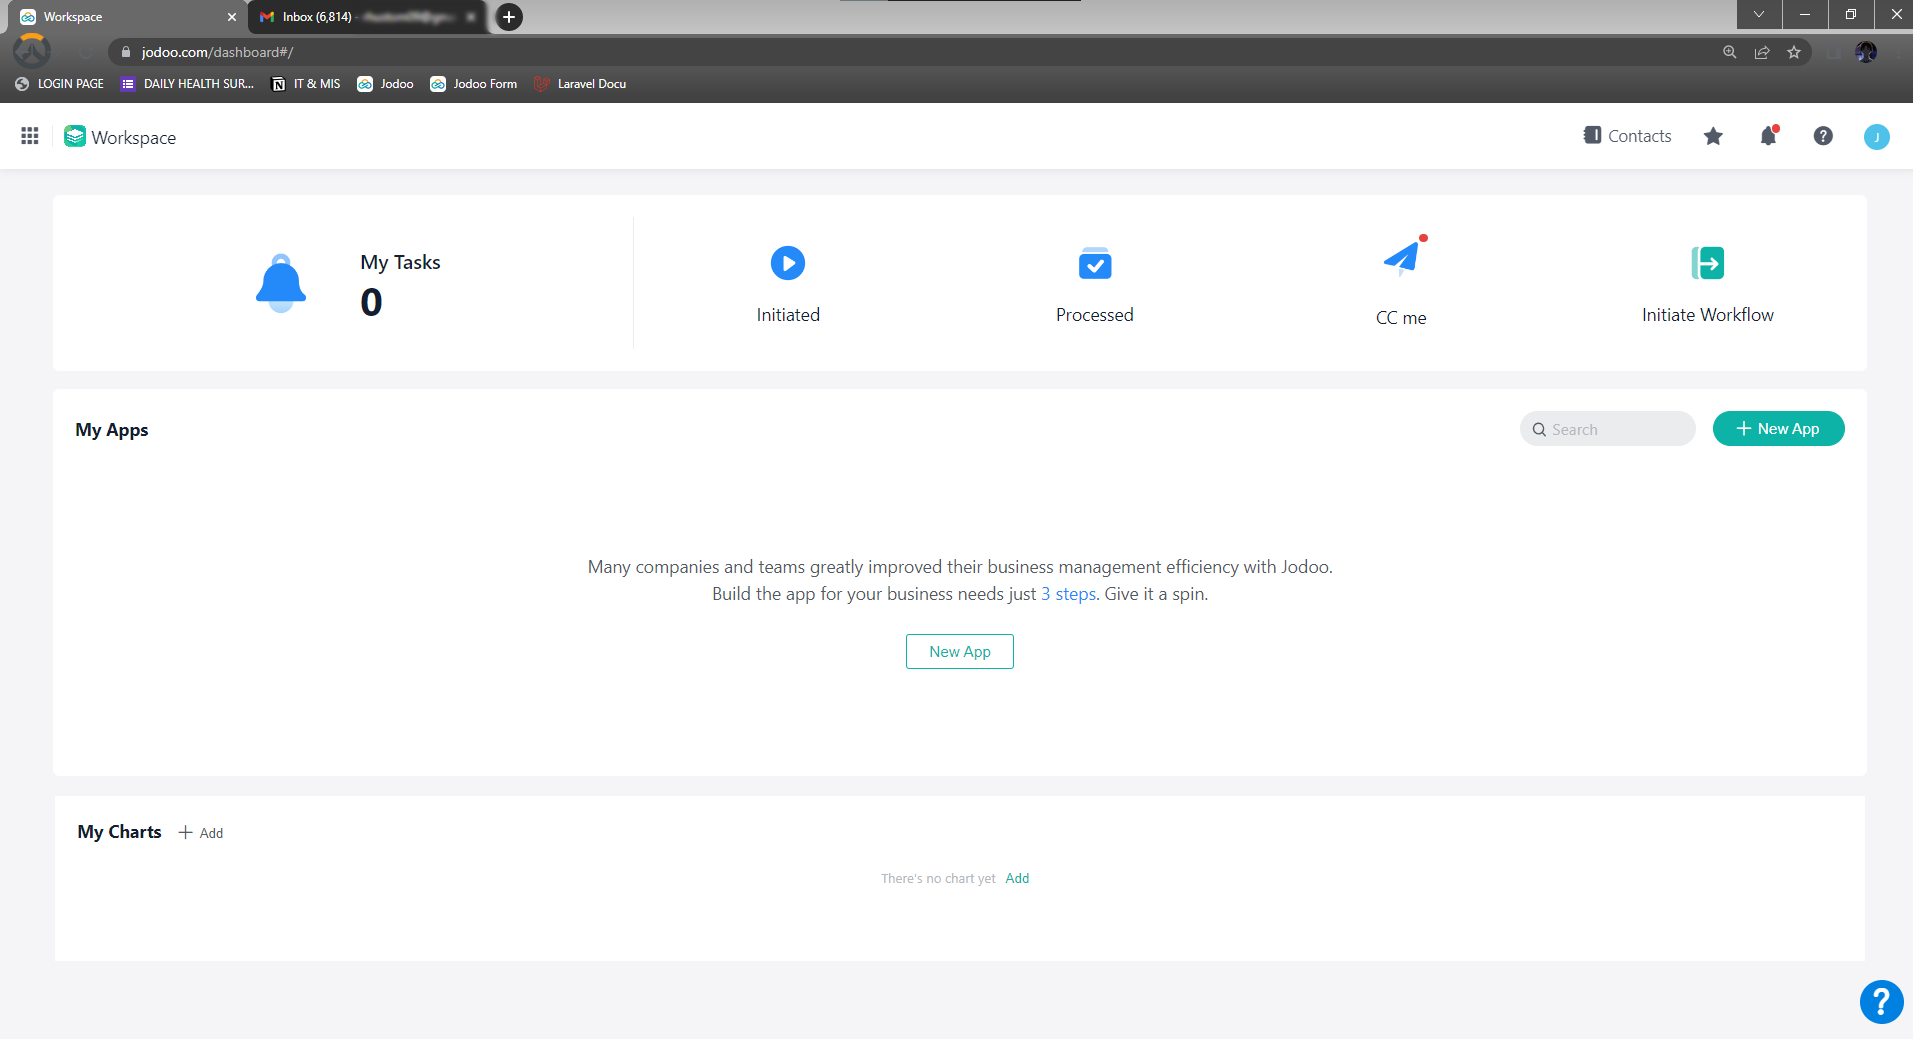 Workspace
Inbox (6,814) -
jodoo.com/dashboard#/
LOGIN PAGE
DAILY HEALTH SUR...
IT & MIS
Jodoo
Jodoo Form
Laravel Docu
Workspace
Contacts
J
My Tasks
0
Initiated
Processed
CC me
Initiate Workflow
My Apps
Search
New App
Many companies and teams greatly improved their business management efficiency with Jodoo.
Build the app for your business needs just 3 steps. Give it a spin.
New App
My Charts
Add
There's no chart yet Add